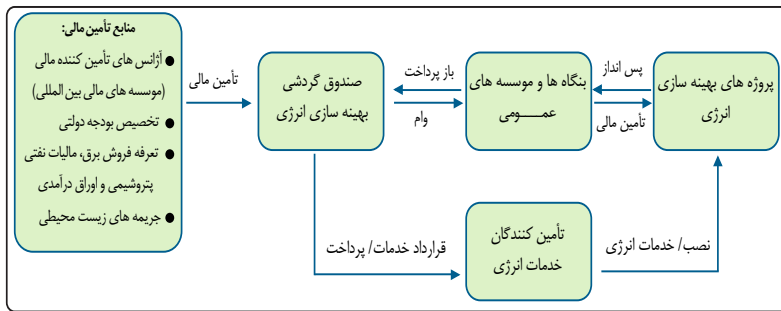 منابع تأمین مالی:
● آژانس های تأمین کننده مالی
(موسسه های مالی بین المللی)
● تخصیص بودجه دولتی
● تعرفه فروش برق، مالیات نفتی
پتروشیمی و اوراق درآمدی
● جریمه های زیست محیطی
تأمین مالی
صندوق گردشی
بهینه سازی انرژی
باز پرداخت
وام
بنگاه ها و موسسه های
عمـــومی
پس انداز
تأمین مالی
پروژه های بهینه سازی
انرژی
قرارداد خدمات/ پرداخت
تأمین کنندگان
خدمات انرژی
نصب/ خدمات انرژی